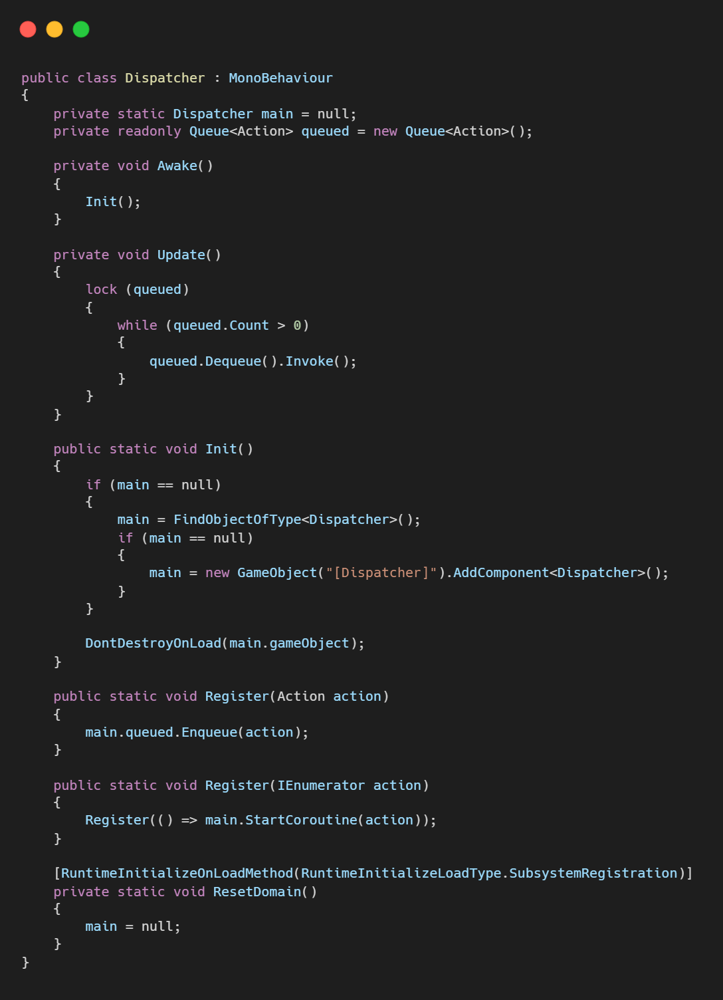 public class Dispatcher : MonoBehaviour
{
    private static Dispatcher main = null;
    private readonly Queue<Action> queued = new Queue<Action>();

    private void Awake()
    {
        Init();
    }

    private void Update()
    {
        lock (queued)
        {
            while (queued.Count > 0)
            {
                queued.Dequeue().Invoke();
            }
        }
    }

    public static void Init()
    {
        if (main == null)
        {
            main = FindObjectOfType<Dispatcher>();
            if (main == null)
            {
                main = new GameObject("[Dispatcher]").AddComponent<Dispatcher>();
            }
        }

        DontDestroyOnLoad(main.gameObject);
    }

    public static void Register(Action action)
    {
        main.queued.Enqueue(action);
    }

    public static void Register(IEnumerator action)
    {
        Register(() => main.StartCoroutine(action));
    }

    [RuntimeInitializeOnLoadMethod(RuntimeInitializeLoadType.SubsystemRegistration)]
    private static void ResetDomain()
    {
        main = null;
    }
}